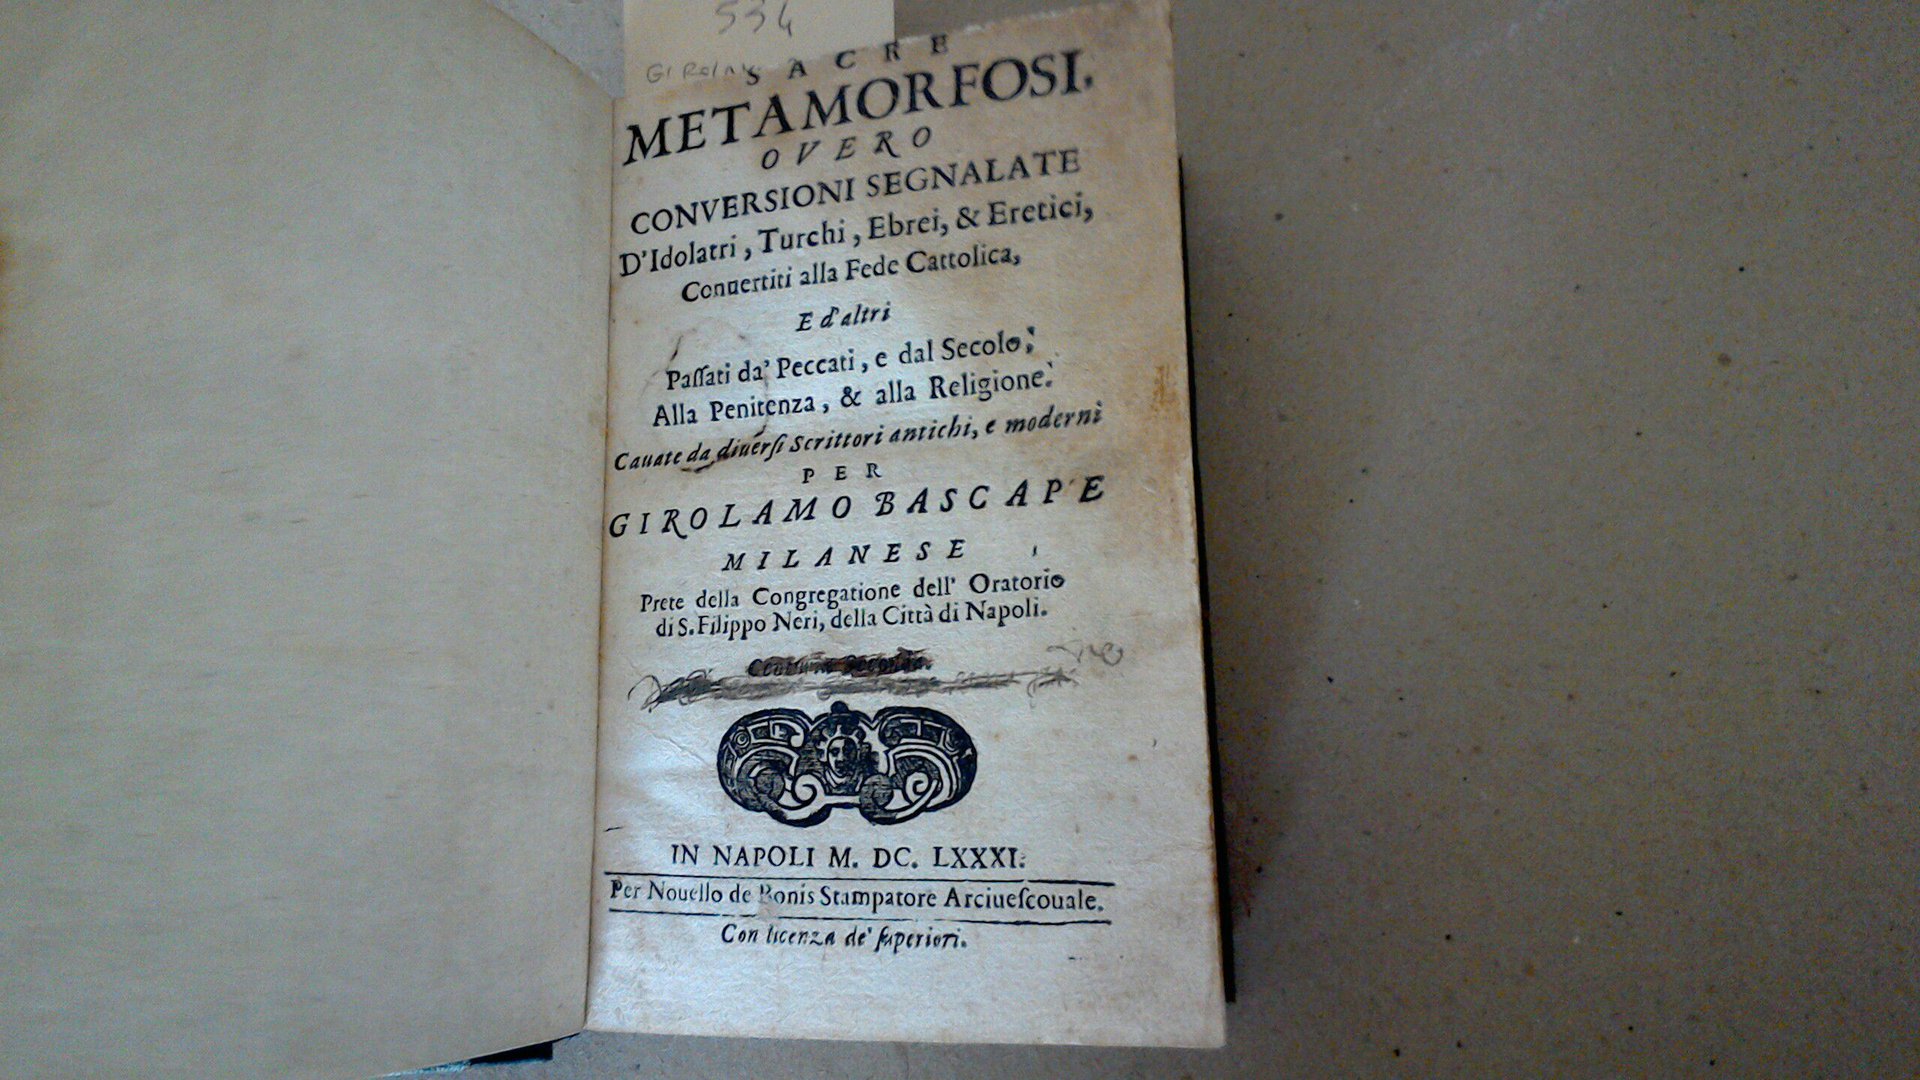 534
SACRE
METAMORFOSI.
OVERO
CONVERSIONI SEGNALATE
D'Idolatri, Turchi, Ebrei, & Eretici,
Conuertiti alla Fede Cattolica,
E d'altri
Paſſati da' Peccati, e dal Secolo;
Alla Penitenza, & alla Religione.
Cauate da diuerſi Scrittori antichi, e moderni
PER
GIROLAMO BASCAPE
MILANESE
Prete della Congregatione dell' Oratorio
di S. Filippo Neri, della Città di Napoli.
Centuria Seconda.
IN NAPOLI M. DC. LXXXI.
Per Nouello de Bonis Stampatore Arciueſcouale.
Con licenza de' ſuperiori.